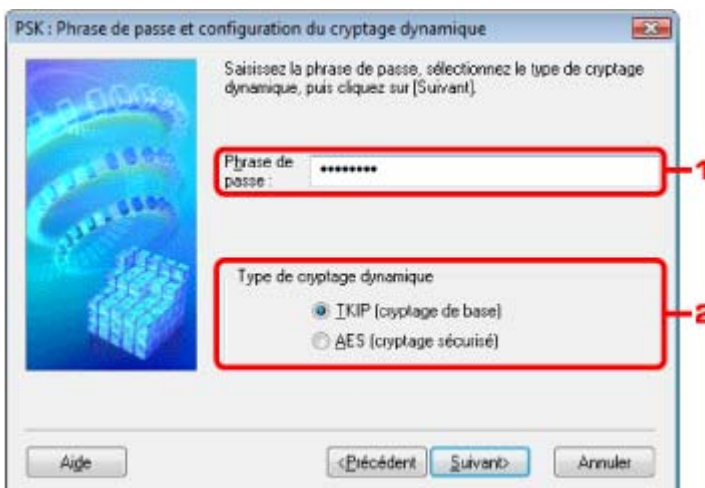 PSK : Phrase de passe et configuration du cryptage dynamique
Saisissez la phrase de passe, sélectionnez le type de cryptage
dynamique, puis cliquez sur [Suivant].
Phrase de
passe :
••••••••
1
Type de cryptage dynamique
TKIP (cryptage de base)
AES (cryptage sécurisé)
2
Aide
<Précédent
Suivant>
Annuler